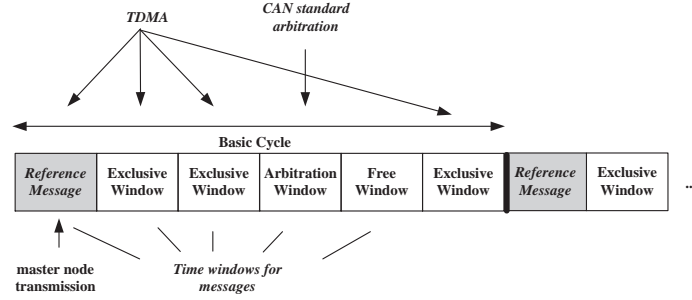 TDMA
CAN standard
arbitration
Basic Cycle
Reference
Message
Exclusive
Window
Exclusive
Window
Arbitration
Window
Free
Window
Exclusive
Window
Reference
Message
Exclusive
Window
..
master node
transmission
Time windows for
messages